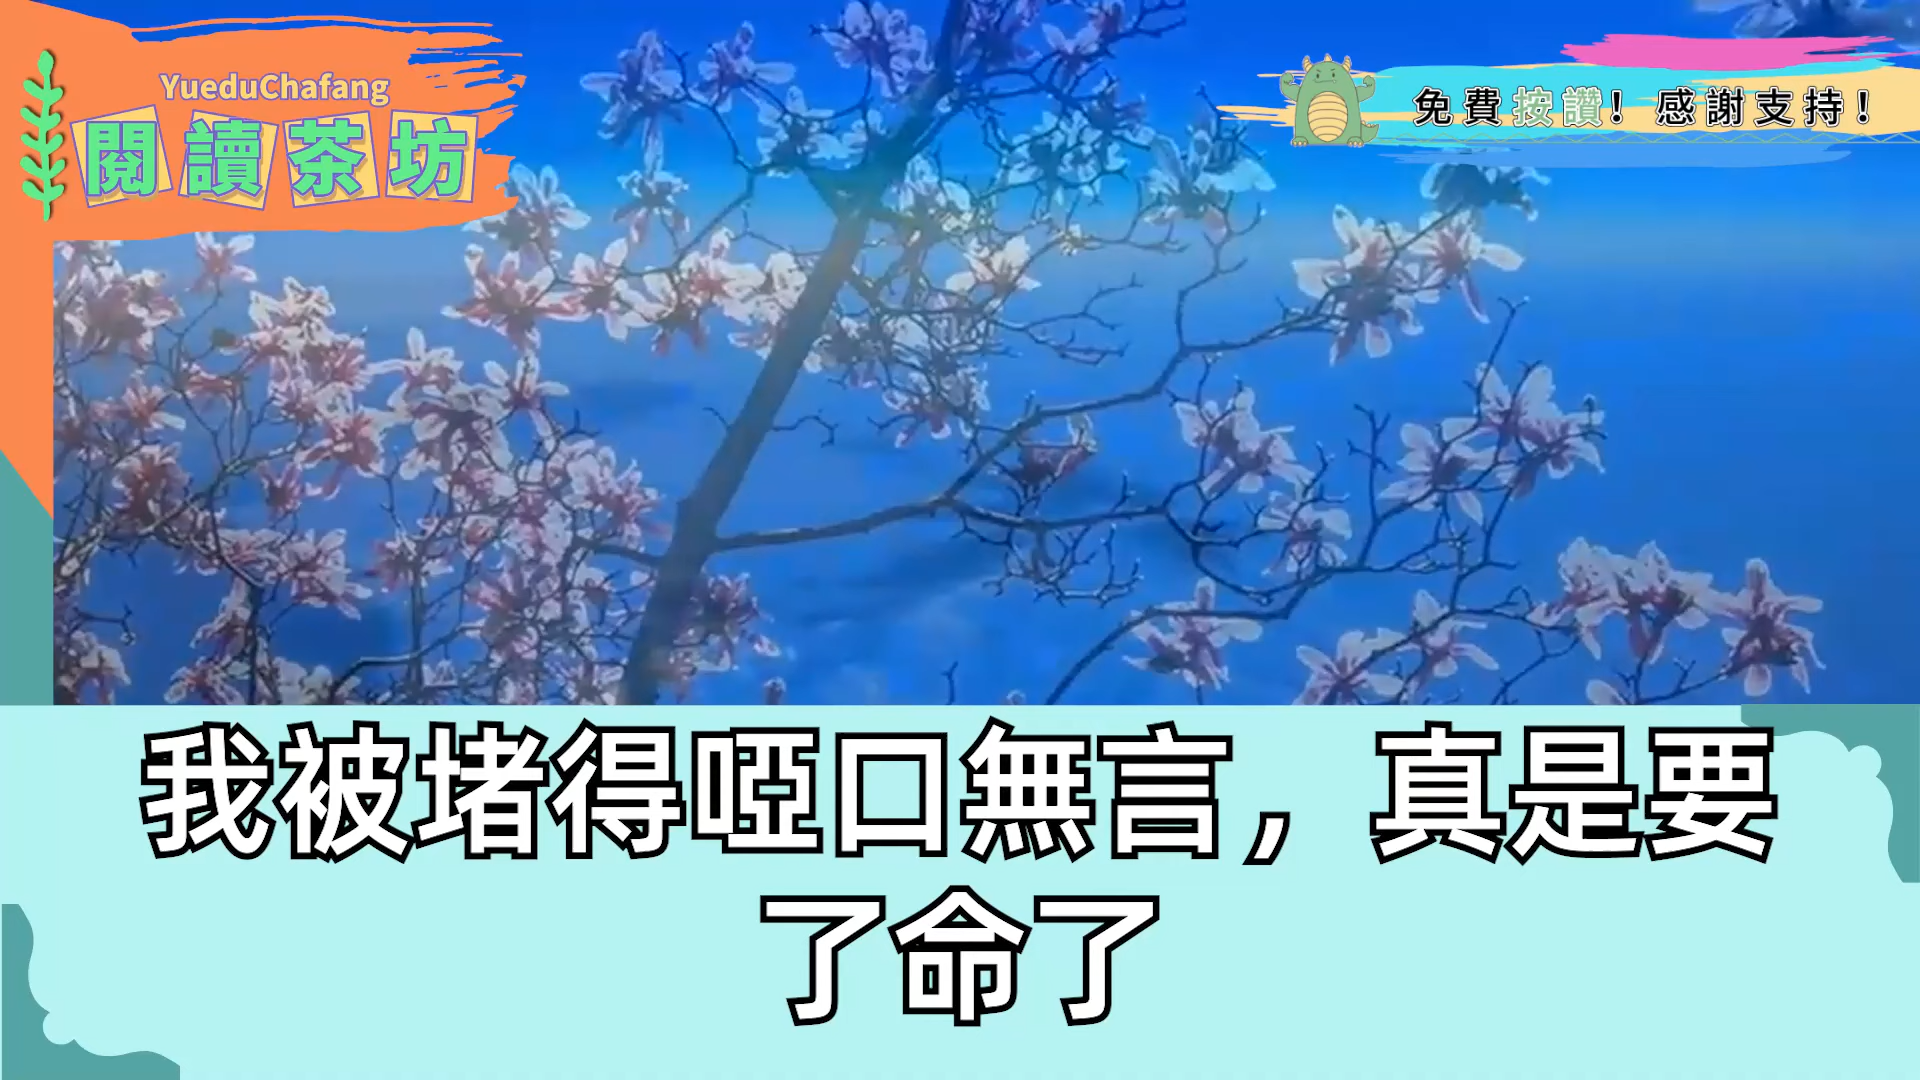 YueduChafang
閱讀茶坊
免費按讚！感謝支持！
我被堵得啞口無言，真是要
了命了